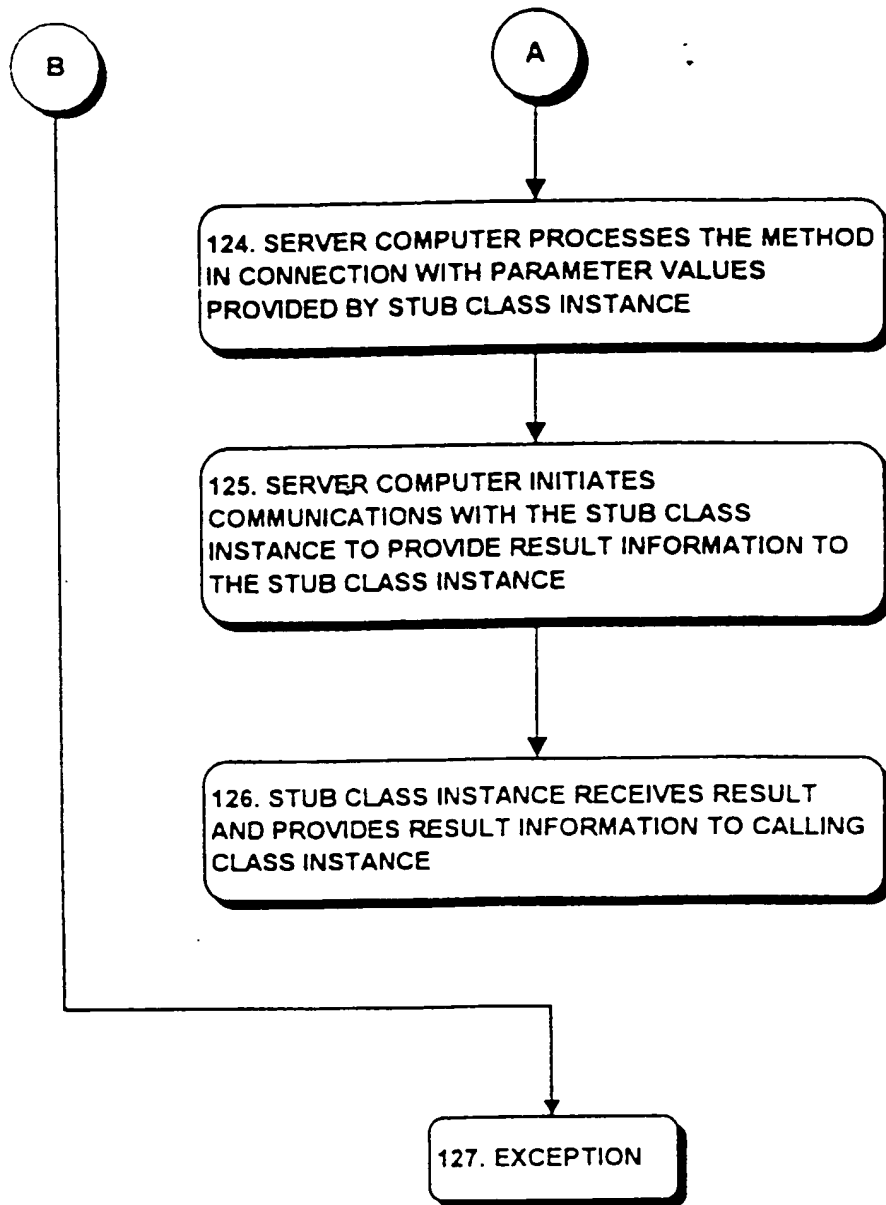 B
A
124. SERVER COMPUTER PROCESSES THE METHOD
IN CONNECTION WITH PARAMETER VALUES
PROVIDED BY STUB CLASS INSTANCE
125. SERVER COMPUTER INITIATES
COMMUNICATIONS WITH THE STUB CLASS
INSTANCE TO PROVIDE RESULT INFORMATION TO
THE STUB CLASS INSTANCE
126. STUB CLASS INSTANCE RECEIVES RESULT
AND PROVIDES RESULT INFORMATION TO CALLING
CLASS INSTANCE
127. EXCEPTION